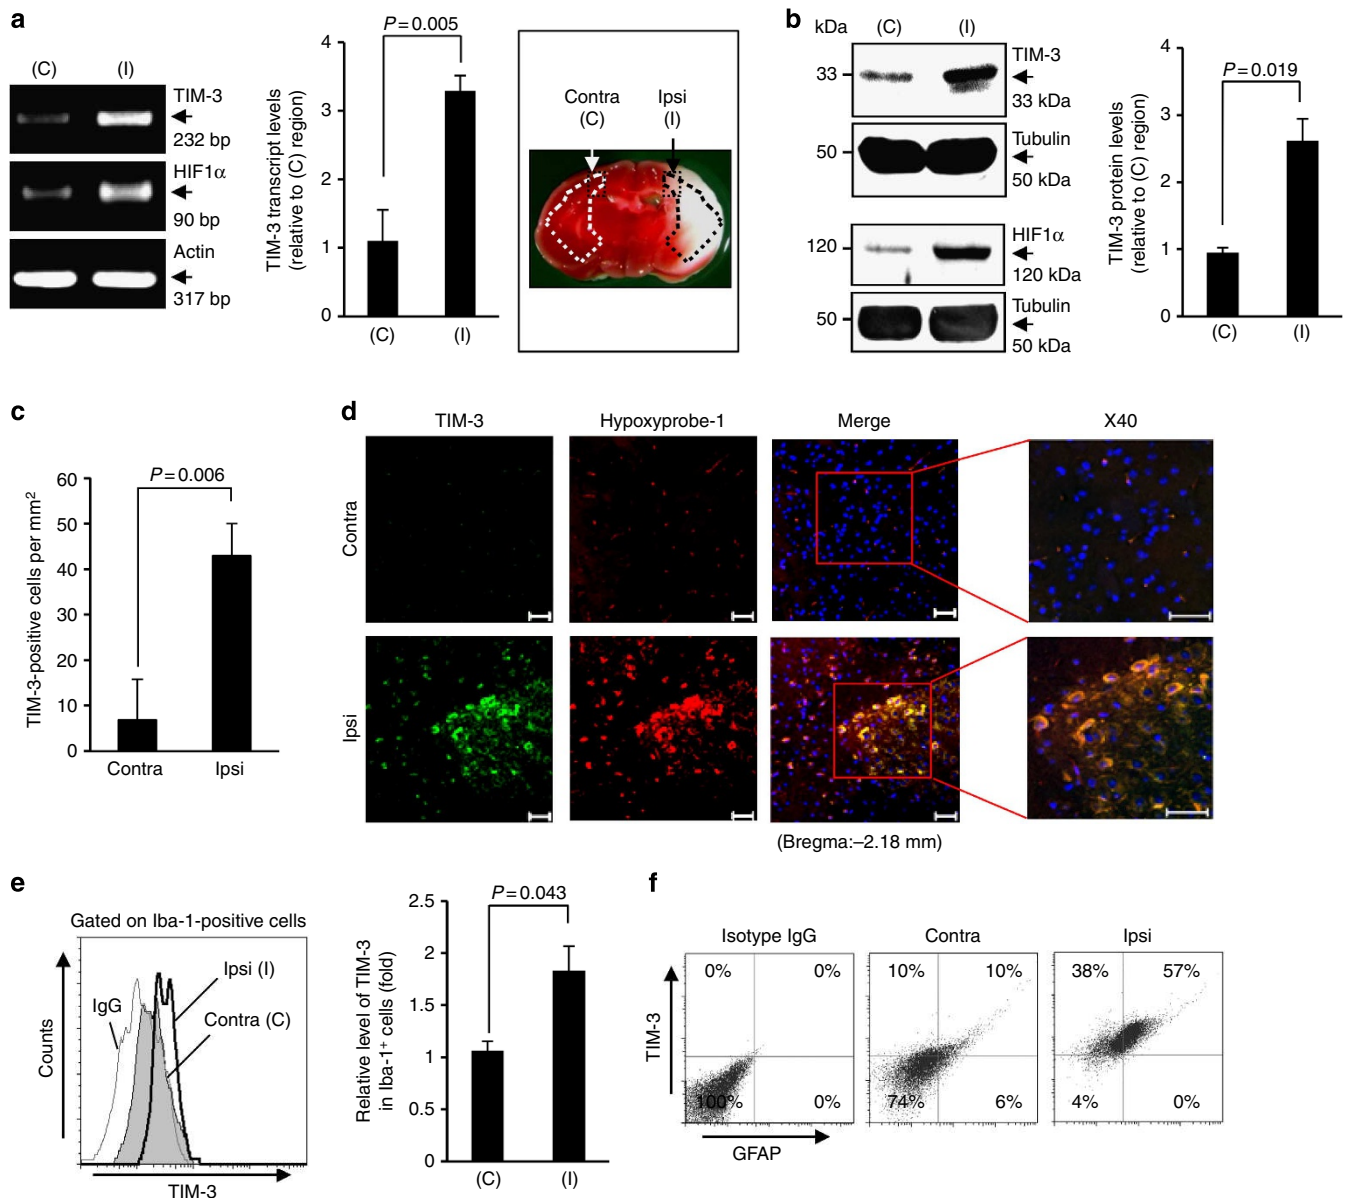 a
(C) (I)
TIM-3
232 bp
HIF1α
90 bp
Actin
317 bp
TIM-3 transcript levels
(relative to (C) region)
4
3
2
1
0
P = 0.005
(C) (I)
Contra
(C)
Ipsi
(I)
b
kDa (C) (I)
33
TIM-3
33 kDa
50
Tubulin
50 kDa
120
HIF1α
120 kDa
50
Tubulin
50 kDa
TIM-3 protein levels
(relative to (C) region)
4
3
2
1
0
P = 0.019
(C) (I)
c
TIM-3-positive cells per mm²
60
50
40
30
20
10
0
P = 0.006
Contra Ipsi
d
TIM-3 Hypoxyprobe-1 Merge X40
Contra
Ipsi
(Bregma:–2.18 mm)
e
Gated on Iba-1-positive cells
Counts
IgG
Ipsi (I)
Contra (C)
TIM-3
Relative level of TIM-3
in Iba-1⁺ cells (fold)
2.5
2
1.5
1
0.5
0
P = 0.043
(C) (I)
f
Isotype IgG Contra Ipsi
TIM-3
0% 0%
100% 0%
10% 10%
74% 6%
38% 57%
4% 0%
GFAP